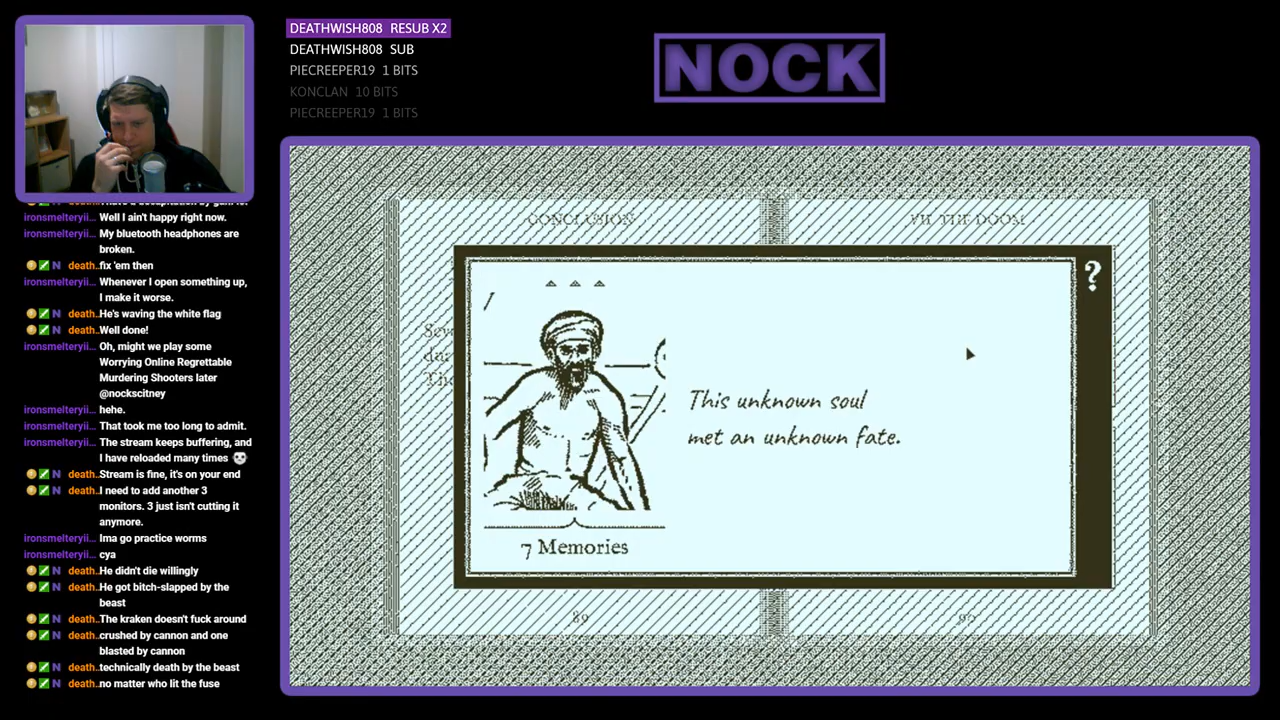 DEATHWISH808 RESUB X2
DEATHWISH808 SUB
PIECREEPER19 1 BITS
KONCLAN 10 BITS
PIECREEPER19 1 BITS
NOCK
ironsmelteryii... Well I ain't happy right now.
ironsmelteryii... My bluetooth headphones are
broken.
N death... fix 'em then
ironsmelteryii... Whenever I open something up,
I make it worse.
N death... He's waving the white flag
N death... Well done!
ironsmelteryii... Oh, might we play some
Worrying Online Regrettable
Murdering Shooters later
@nockscitney
ironsmelteryii... hehe.
ironsmelteryii... That took me too long to admit.
ironsmelteryii... The stream keeps buffering, and
I have reloaded many times
N death... Stream is fine, it's on your end
N death... I need to add another 3
monitors. 3 just isn't cutting it
anymore.
ironsmelteryii... Ima go practice worms
ironsmelteryii... cya
N death... He didn't die willingly
N death... He got bitch-slapped by the
beast
N death... The kraken doesn't fuck around
N death... crushed by cannon and one
blasted by cannon
N death... technically death by the beast
N death... no matter who lit the fuse
CONCLUSION
VII. THE DOOM
?
This unknown soul
met an unknown fate.
7 Memories
89
90